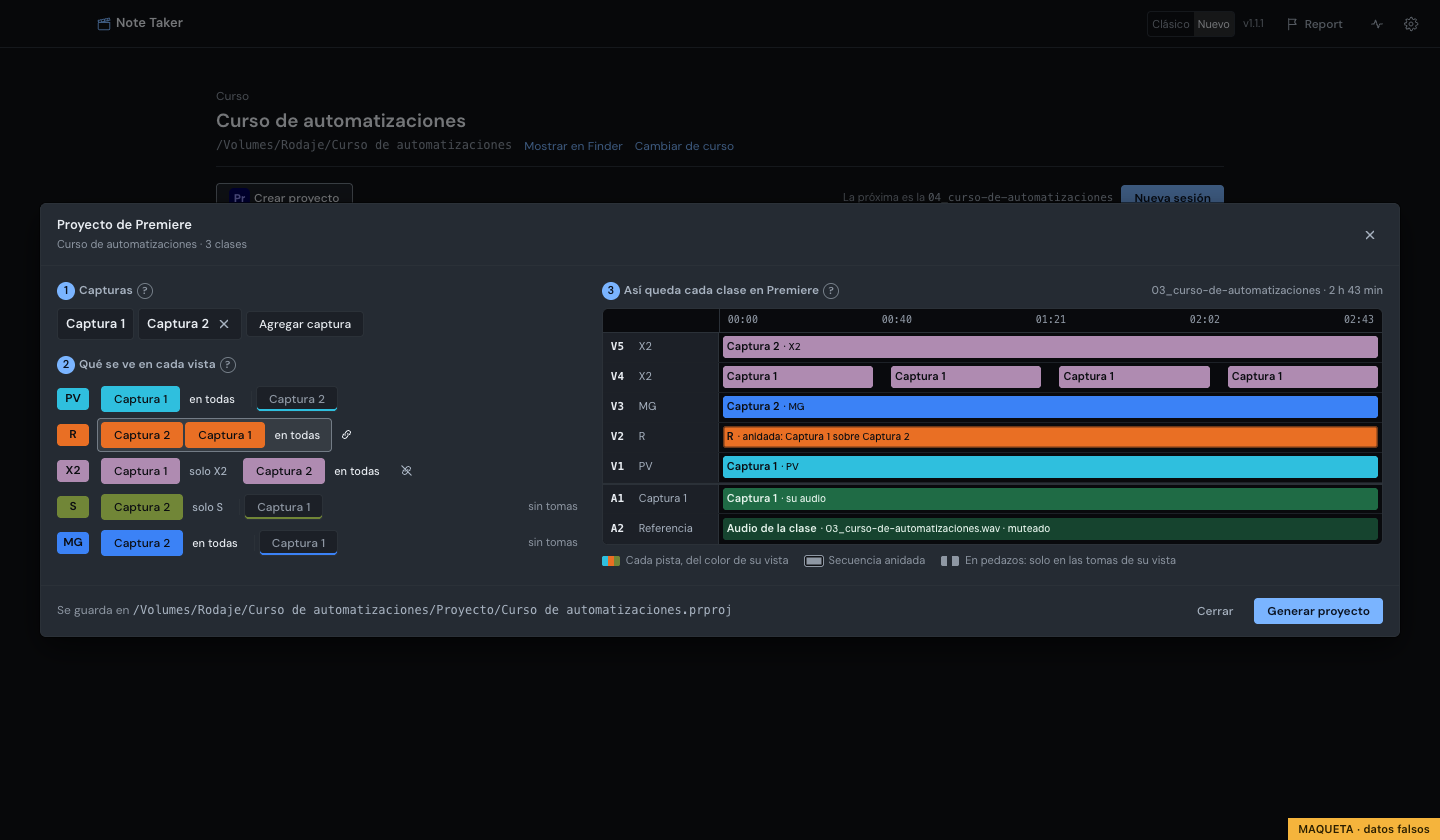 Note Taker
Clásico Nuevo v1.1.1 Report
Curso
Curso de automatizaciones
/Volumes/Rodaje/Curso de automatizaciones Mostrar en Finder Cambiar de curso
Pr Crear proyecto La próxima es la 04_curso-de-automatizaciones Nueva sesión
Proyecto de Premiere
Curso de automatizaciones · 3 clases
1 Capturas ?
Captura 1 Captura 2 Agregar captura
2 Qué se ve en cada vista ?
PV Captura 1 en todas Captura 2
R Captura 2 Captura 1 en todas
X2 Captura 1 solo X2 Captura 2 en todas
S Captura 2 solo S Captura 1 sin tomas
MG Captura 2 en todas Captura 1 sin tomas
3 Así queda cada clase en Premiere ? 03_curso-de-automatizaciones · 2 h 43 min
00:00 00:40 01:21 02:02 02:43
V5 X2 Captura 2 · X2
V4 X2 Captura 1 Captura 1 Captura 1 Captura 1
V3 MG Captura 2 · MG
V2 R R · anidada: Captura 1 sobre Captura 2
V1 PV Captura 1 · PV
A1 Captura 1 Captura 1 · su audio
A2 Referencia Audio de la clase · 03_curso-de-automatizaciones.wav · muteado
Cada pista, del color de su vista Secuencia anidada En pedazos: solo en las tomas de su vista
Se guarda en /Volumes/Rodaje/Curso de automatizaciones/Proyecto/Curso de automatizaciones.prproj
Cerrar Generar proyecto
MAQUETA · datos falsos